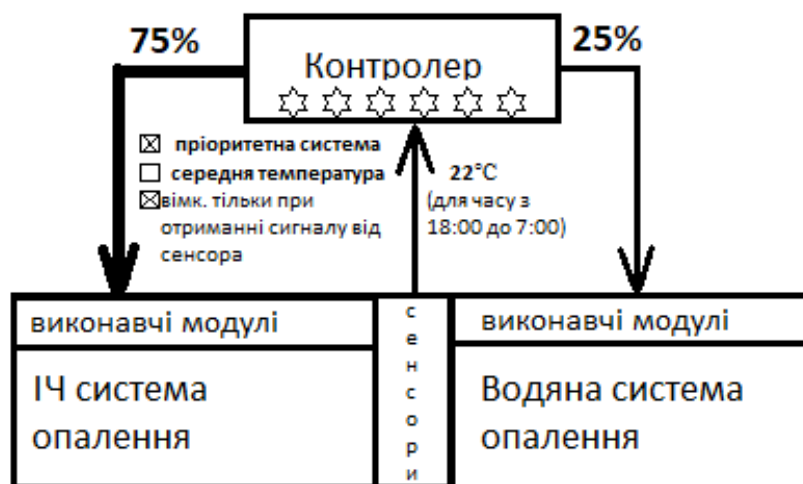 75%
25%
Контролер
пріоритетна система
середня температура
вімк. тільки при
отриманні сигналу від
сенсора
22°C
(для часу з
18:00 до 7:00)
виконавчі модулі
сенсори
виконавчі модулі
ІЧ система
опалення
Водяна система
опалення